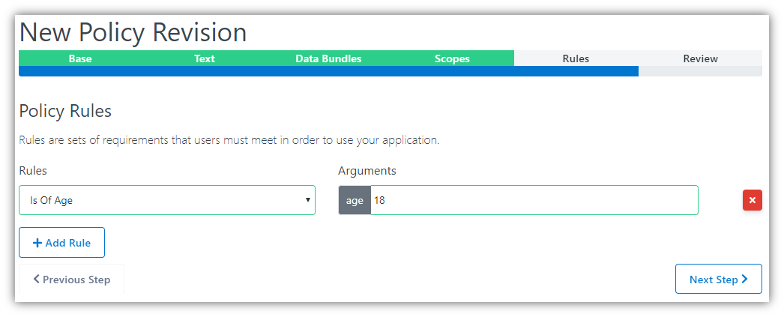 New Policy Revision
Base Text Data Bundles Scopes Rules Review
Policy Rules
Rules are sets of requirements that users must meet in order to use your application.
Rules Arguments
Is Of Age age 18
Add Rule
Previous Step Next Step